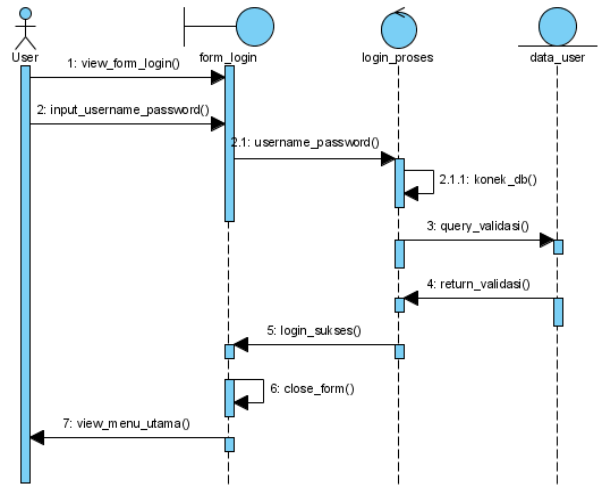 User
form_login
login_proses
data_user
1: view_form_login()
2: input_username_password()
2.1: username_password()
2.1.1: konek_db()
3: query_validasi()
4: return_validasi()
5: login_sukses()
6: close_form()
7: view_menu_utama()